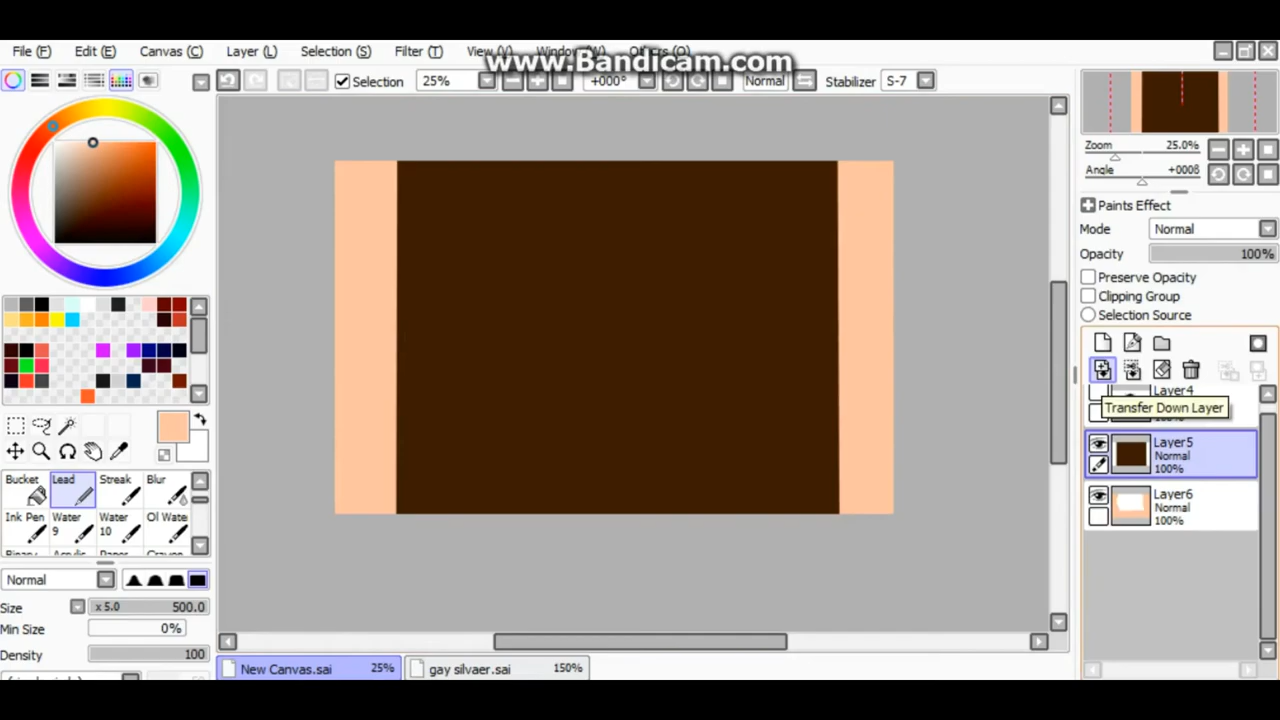 File (F) Edit (E) Canvas (C) Layer (L) Selection (S) Filter (T) View (V) Window (W) Others (O)
www.Bandicam.com
Selection 25% +000° Normal Stabilizer S-7
Zoom 25.0%
Angle +000ß
Paints Effect
Mode Normal
Opacity 100%
Preserve Opacity
Clipping Group
Selection Source
Layer4
Transfer Down Layer
Layer5
Normal
100%
Layer6
Normal
100%
Bucket Lead Streak Blur
Ink Pen Water 9 Water 10 Ol Wate
Binary Acrylic Paper Crayon
Normal
Size x 5.0 500.0
Min Size 0%
Density 100
New Canvas.sai 25% gay silvaer.sai 150%